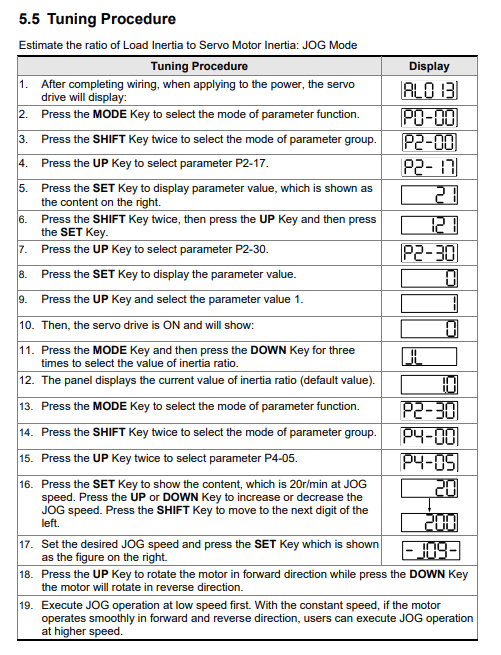 5.5 Tuning Procedure
Estimate the ratio of Load Inertia to Servo Motor Inertia: JOG Mode
Tuning Procedure
Display
1. After completing wiring, when applying to the power, the servo
drive will display:
AL013
2. Press the MODE Key to select the mode of parameter function.
P0-00
3. Press the SHIFT Key twice to select the mode of parameter group.
P2-00
4. Press the UP Key to select parameter P2-17.
P2-17
5. Press the SET Key to display parameter value, which is shown as
the content on the right.
21
6. Press the SHIFT Key twice, then press the UP Key and then press
the SET Key.
121
7. Press the UP Key to select parameter P2-30.
P2-30
8. Press the SET Key to display the parameter value.
0
9. Press the UP Key and select the parameter value 1.
1
10. Then, the servo drive is ON and will show:
0
11. Press the MODE Key and then press the DOWN Key for three
times to select the value of inertia ratio.
JL
12. The panel displays the current value of inertia ratio (default value).
1.0
13. Press the MODE Key to select the mode of parameter function.
P2-30
14. Press the SHIFT Key twice to select the mode of parameter group.
P4-00
15. Press the UP Key twice to select parameter P4-05.
P4-05
16. Press the SET Key to show the content, which is 20r/min at JOG
speed. Press the UP or DOWN Key to increase or decrease the
JOG speed. Press the SHIFT Key to move to the next digit of the
left.
20
200
17. Set the desired JOG speed and press the SET Key which is shown
as the figure on the right.
-JOG-
18. Press the UP Key to rotate the motor in forward direction while press the DOWN Key
the motor will rotate in reverse direction.
19. Execute JOG operation at low speed first. With the constant speed, if the motor
operates smoothly in forward and reverse direction, users can execute JOG operation
at higher speed.